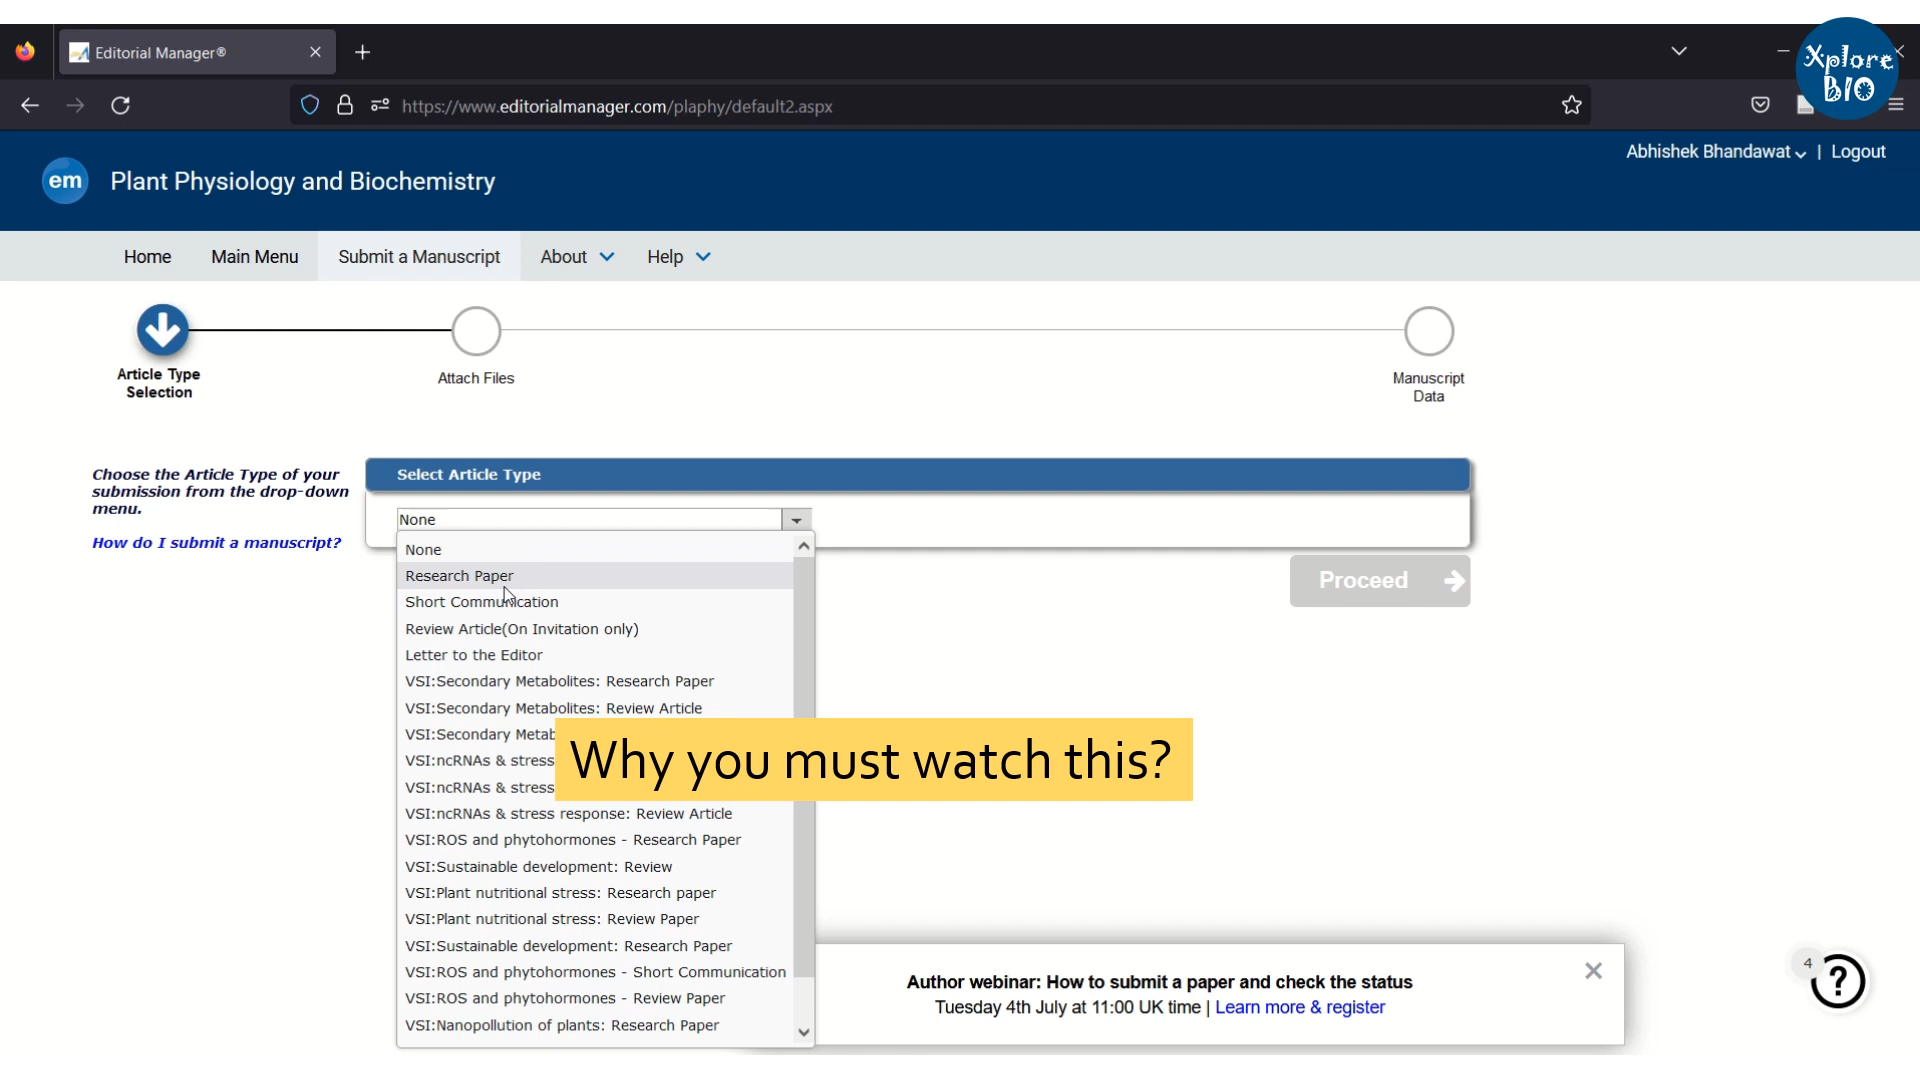 Editorial Manager®
Xplore
BIO
https://www.editorialmanager.com/plaphy/default2.aspx
Abhishek Bhandawat | Logout
em Plant Physiology and Biochemistry
Home Main Menu Submit a Manuscript About Help
Article Type
Selection
Attach Files
Manuscript
Data
Choose the Article Type of your
submission from the drop-down
menu.
How do I submit a manuscript?
Select Article Type
None
None
Research Paper
Short Communication
Review Article(On Invitation only)
Letter to the Editor
VSI:Secondary Metabolites: Research Paper
VSI:Secondary Metabolites: Review Article
VSI:Secondary Metab
VSI:ncRNAs & stress
VSI:ncRNAs & stress
VSI:ncRNAs & stress response: Review Article
VSI:ROS and phytohormones - Research Paper
VSI:Sustainable development: Review
VSI:Plant nutritional stress: Research paper
VSI:Plant nutritional stress: Review Paper
VSI:Sustainable development: Research Paper
VSI:ROS and phytohormones - Short Communication
VSI:ROS and phytohormones - Review Paper
VSI:Nanopollution of plants: Research Paper
Proceed
Why you must watch this?
Author webinar: How to submit a paper and check the status
Tuesday 4th July at 11:00 UK time | Learn more & register
4
?